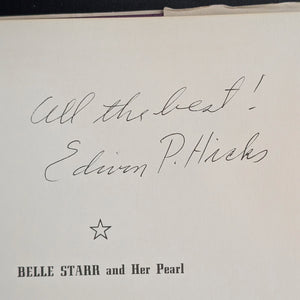 All the best!
Edwin P. Hicks
BELLE STARR and Her Pearl